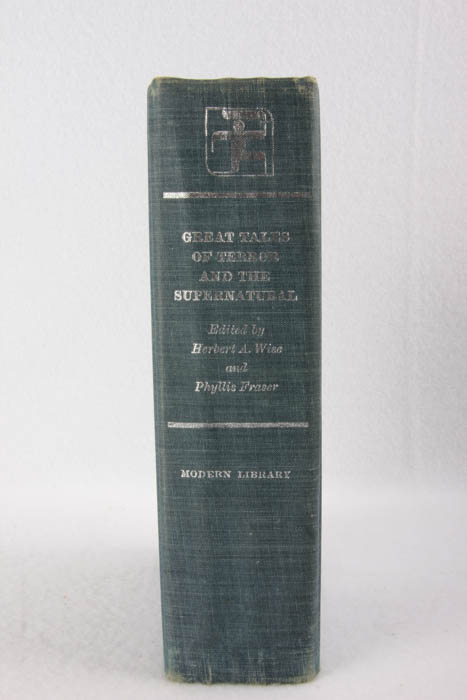 GREAT TALES
OF TERROR
AND THE
SUPERNATURAL
Edited by
Herbert A. Wise
and
Phyllis Fraser
MODERN LIBRARY